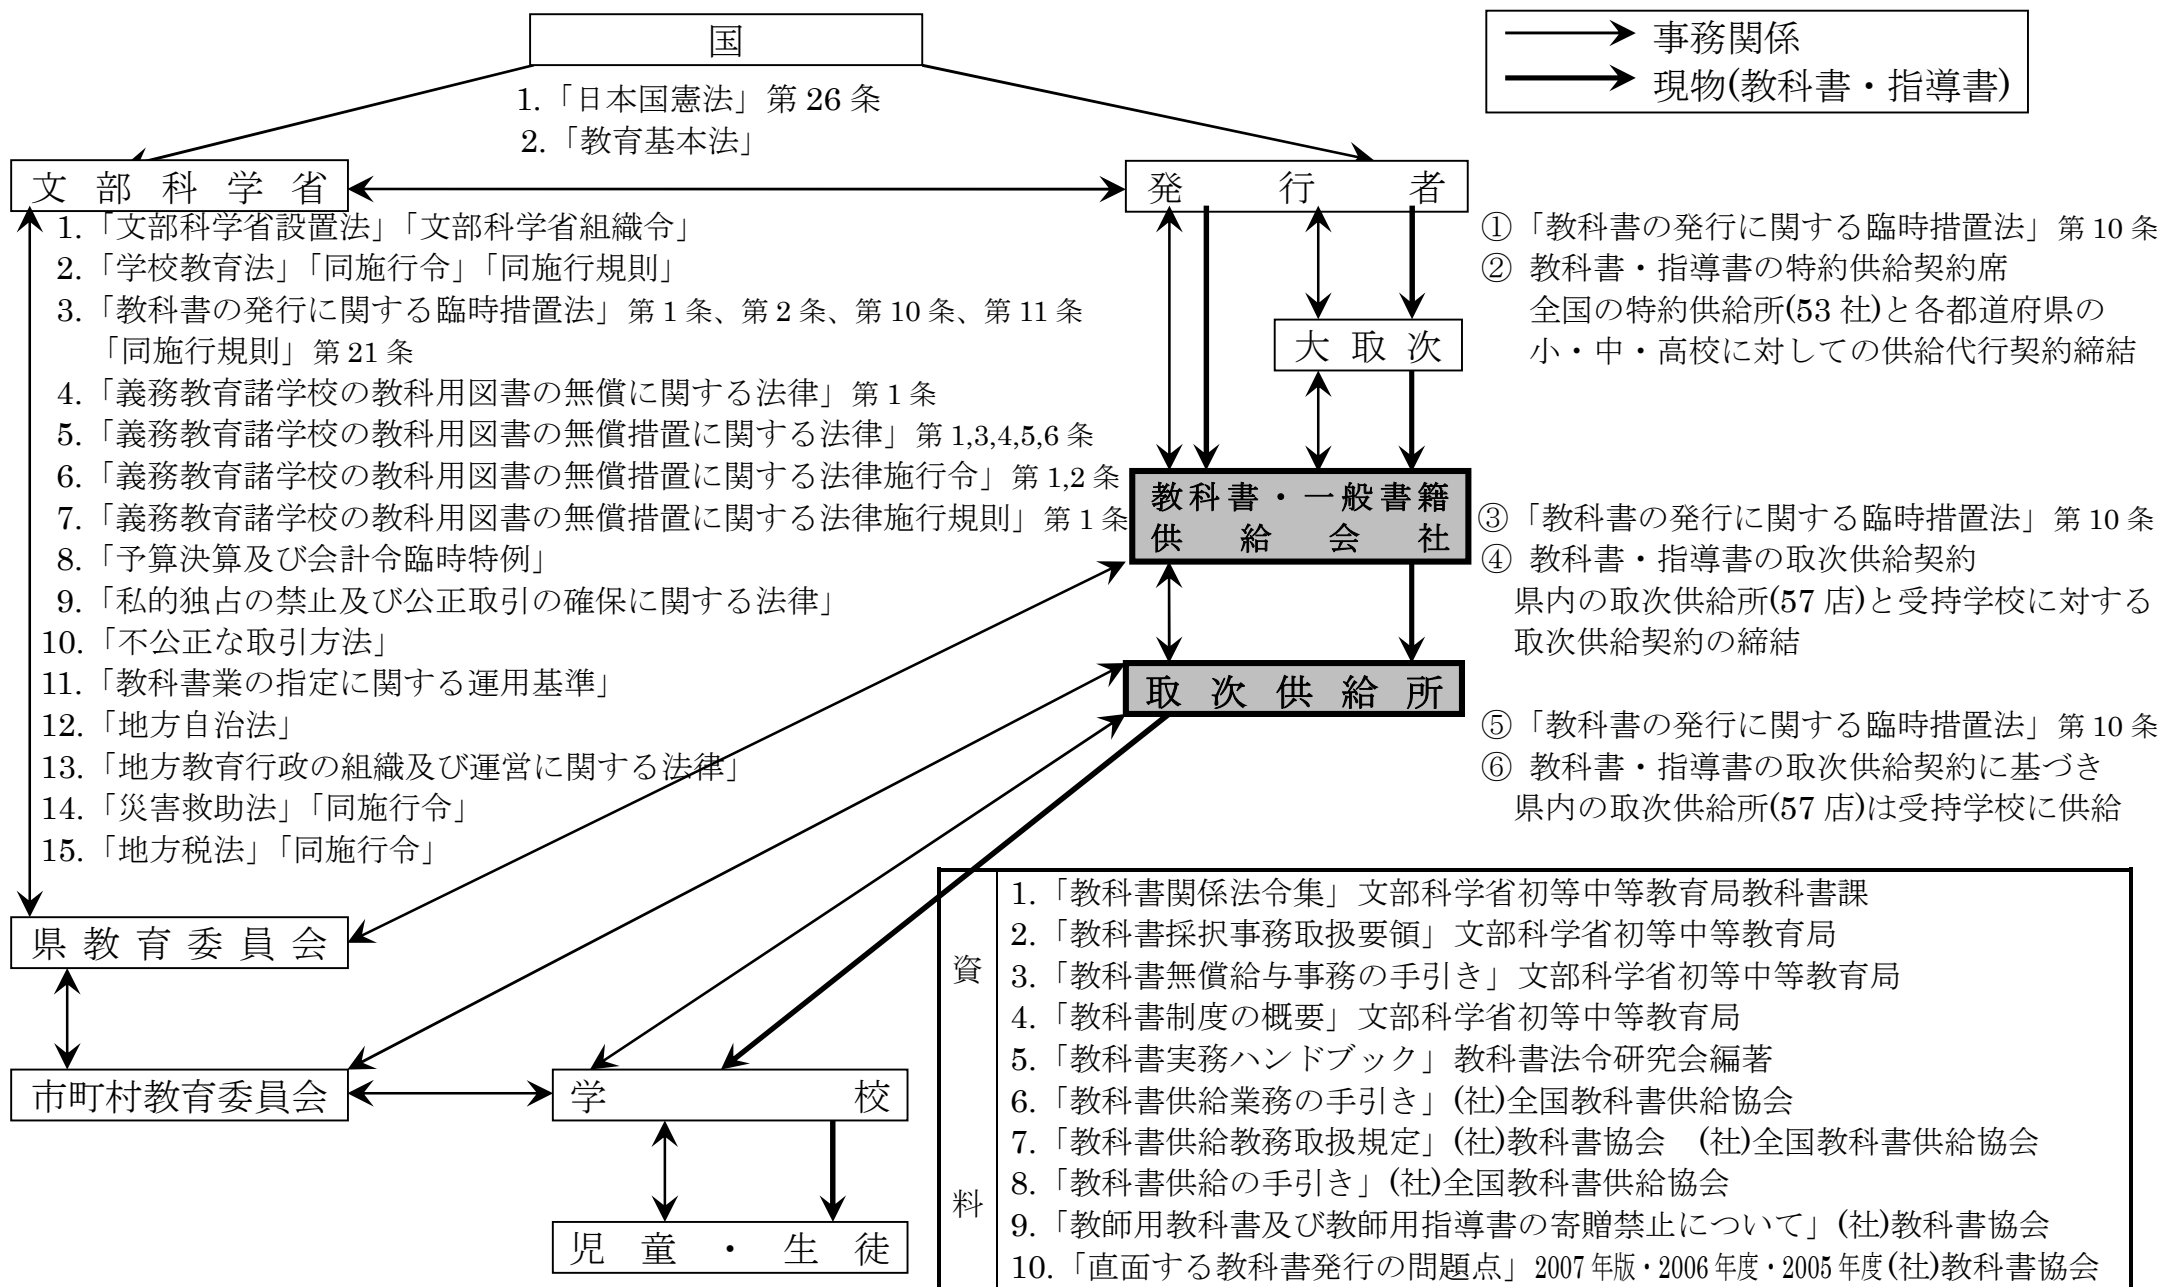 国
事務関係
現物(教科書・指導書)
1.「日本国憲法」第 26 条
2.「教育基本法」
文部科学省
発行者
1.「文部科学省設置法」「文部科学省組織令」
2.「学校教育法」「同施行令」「同施行規則」
3.「教科書の発行に関する臨時措置法」第 1 条、第 2 条、第 10 条、第 11 条
「同施行規則」第 21 条
4.「義務教育諸学校の教科用図書の無償に関する法律」第 1 条
5.「義務教育諸学校の教科用図書の無償措置に関する法律」第 1,3,4,5,6 条
6.「義務教育諸学校の教科用図書の無償措置に関する法律施行令」第 1,2 条
7.「義務教育諸学校の教科用図書の無償措置に関する法律施行規則」第 1 条
8.「予算決算及び会計令臨時特例」
9.「私的独占の禁止及び公正取引の確保に関する法律」
10.「不公正な取引方法」
11.「教科書業の指定に関する運用基準」
12.「地方自治法」
13.「地方教育行政の組織及び運営に関する法律」
14.「災害救助法」「同施行令」
15.「地方税法」「同施行令」
①「教科書の発行に関する臨時措置法」第 10 条
② 教科書・指導書の特約供給契約席
全国の特約供給所(53 社)と各都道府県の
小・中・高校に対しての供給代行契約締結
大取次
教科書・一般書籍
供給会社
③「教科書の発行に関する臨時措置法」第 10 条
④ 教科書・指導書の取次供給契約
県内の取次供給所(57 店)と受持学校に対する
取次供給契約の締結
取次供給所
⑤「教科書の発行に関する臨時措置法」第 10 条
⑥ 教科書・指導書の取次供給契約に基づき
県内の取次供給所(57 店)は受持学校に供給
県教育委員会
市町村教育委員会
学校
児童・生徒
資料
1.「教科書関係法令集」文部科学省初等中等教育局教科書課
2.「教科書採択事務取扱要領」文部科学省初等中等教育局
3.「教科書無償給与事務の手引き」文部科学省初等中等教育局
4.「教科書制度の概要」文部科学省初等中等教育局
5.「教科書実務ハンドブック」教科書法令研究会編著
6.「教科書供給業務の手引き」(社)全国教科書供給協会
7.「教科書供給教務取扱規定」(社)教科書協会 (社)全国教科書供給協会
8.「教科書供給の手引き」(社)全国教科書供給協会
9.「教師用教科書及び教師用指導書の寄贈禁止について」(社)教科書協会
10.「直面する教科書発行の問題点」2007 年版・2006 年度・2005 年度(社)教科書協会